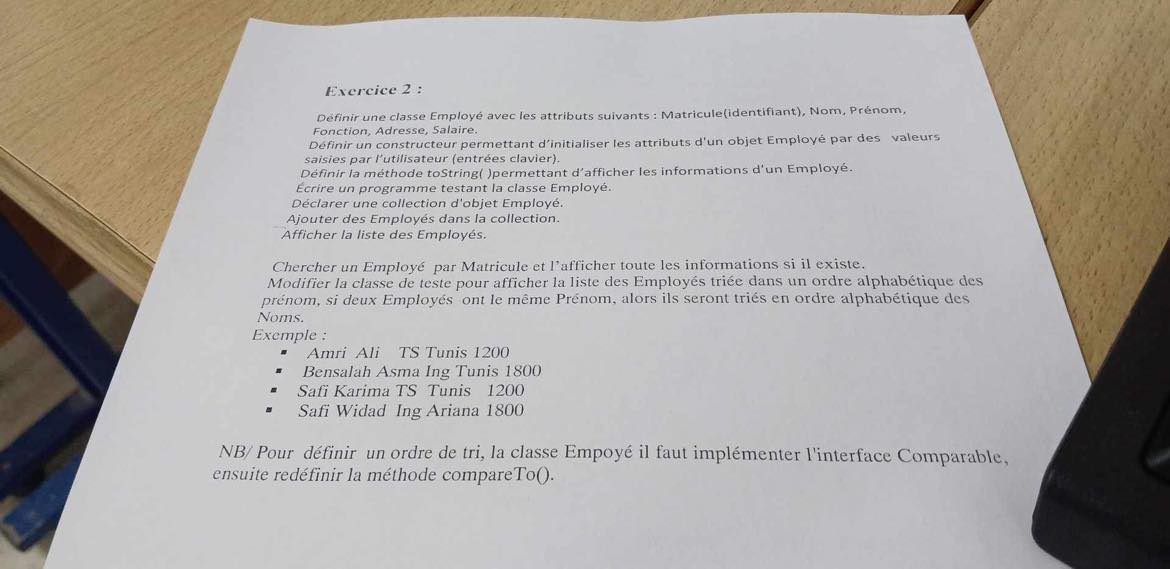 Exercice 2 :
Définir une classe Employé avec les attributs suivants : Matricule(identifiant), Nom, Prénom,
Fonction, Adresse, Salaire.
Définir un constructeur permettant d'initialiser les attributs d'un objet Employé par des valeurs
saisies par l'utilisateur (entrées clavier).
Définir la méthode toString( )permettant d'afficher les informations d'un Employé.
Écrire un programme testant la classe Employé.
Déclarer une collection d'objet Employé.
Ajouter des Employés dans la collection.
Afficher la liste des Employés.
Chercher un Employé par Matricule et l'afficher toute les informations si il existe.
Modifier la classe de teste pour afficher la liste des Employés triée dans un ordre alphabétique des
prénom, si deux Employés ont le même Prénom, alors ils seront triés en ordre alphabétique des
Noms.
Exemple :
▪ Amri Ali TS Tunis 1200
▪ Bensalah Asma Ing Tunis 1800
▪ Safi Karima TS Tunis 1200
▪ Safi Widad Ing Ariana 1800
NB/ Pour définir un ordre de tri, la classe Empoyé il faut implémenter l'interface Comparable,
ensuite redéfinir la méthode compareTo().